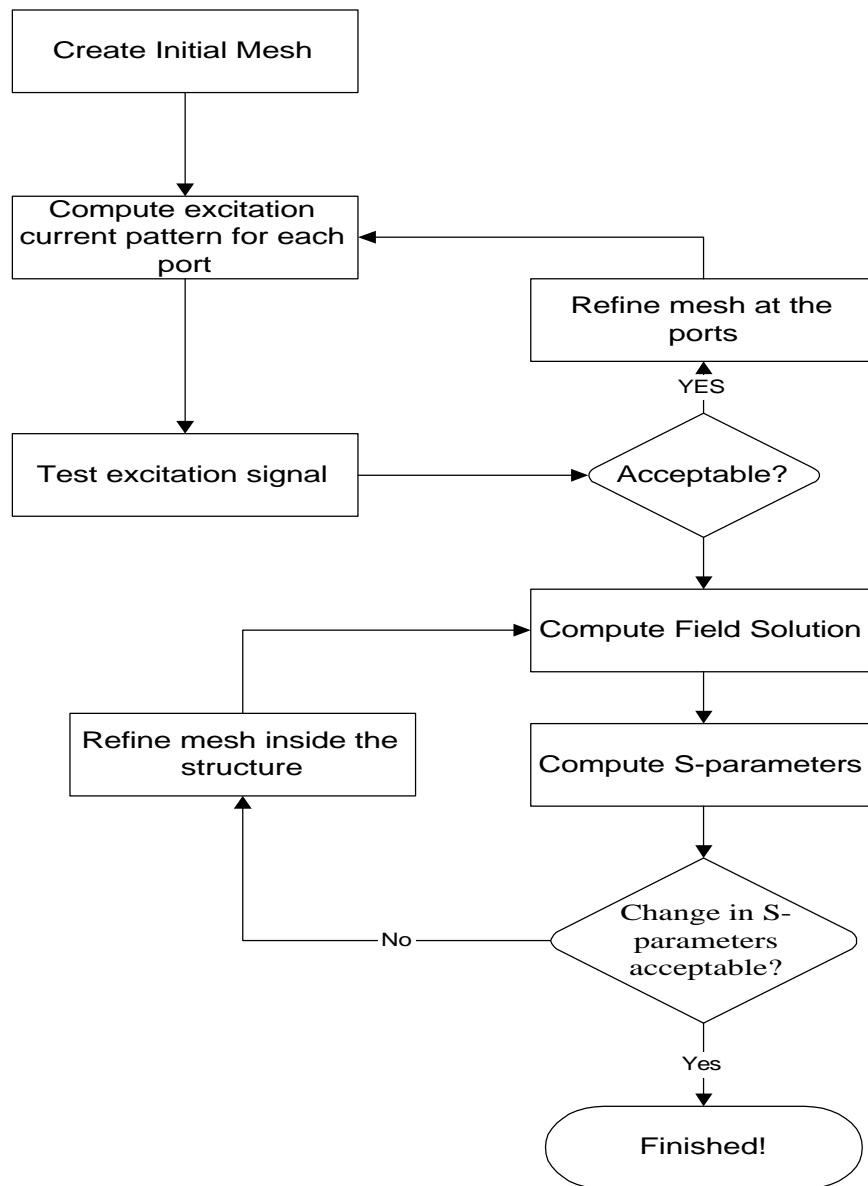 Create Initial Mesh
Compute excitation
current pattern for each
port
Refine mesh at the
ports
YES
Test excitation signal
Acceptable?
Compute Field Solution
Refine mesh inside the
structure
Compute S-parameters
Change in S-
parameters
acceptable?
No
Yes
Finished!